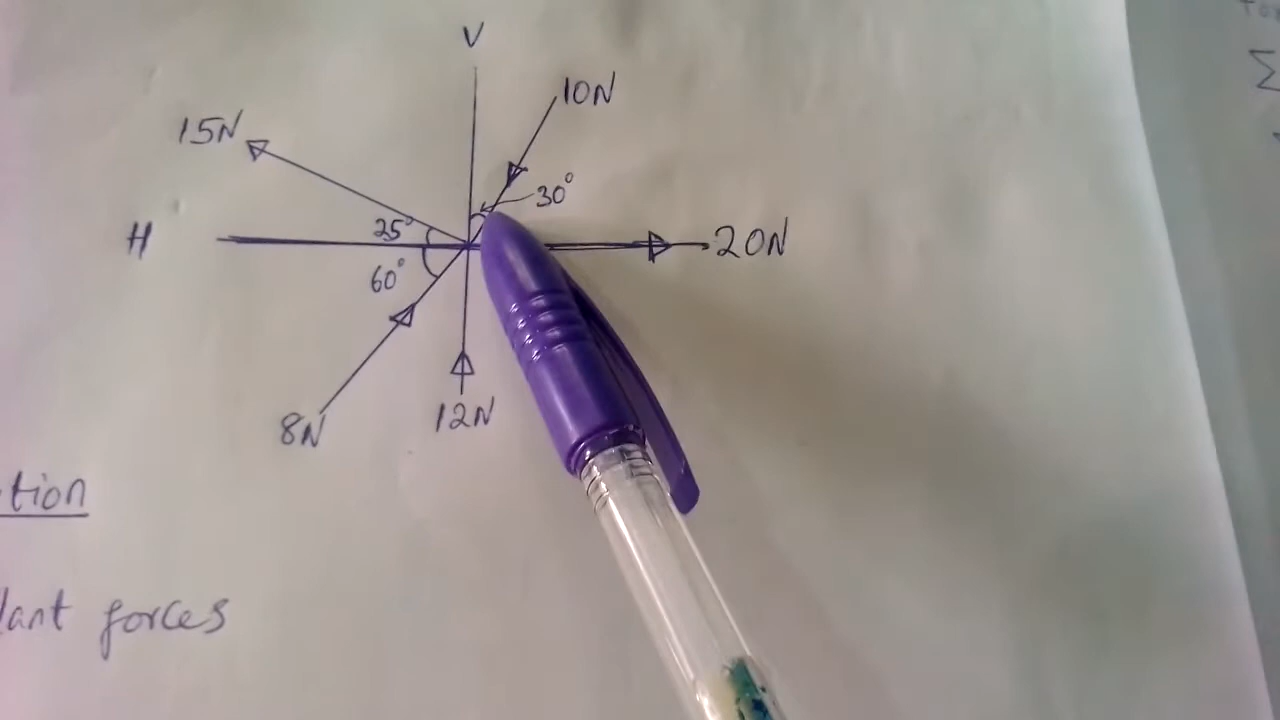 V
10N
15N
30°
25°
H
20N
60°
8N
12N
tion
lant forces
Σ